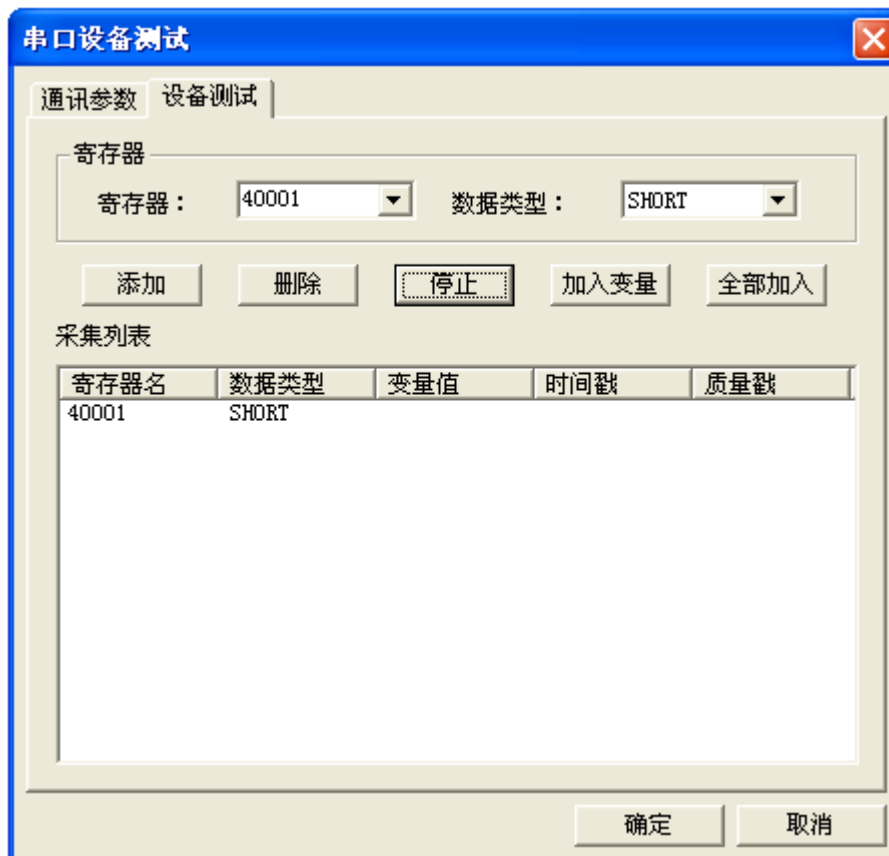 串口设备测试
通讯参数 设备测试
寄存器
寄存器： 40001 数据类型： SHORT
添加 删除 停止 加入变量 全部加入
采集列表
寄存器名 数据类型 变量值 时间戳 质量戳
40001 SHORT
确定 取消